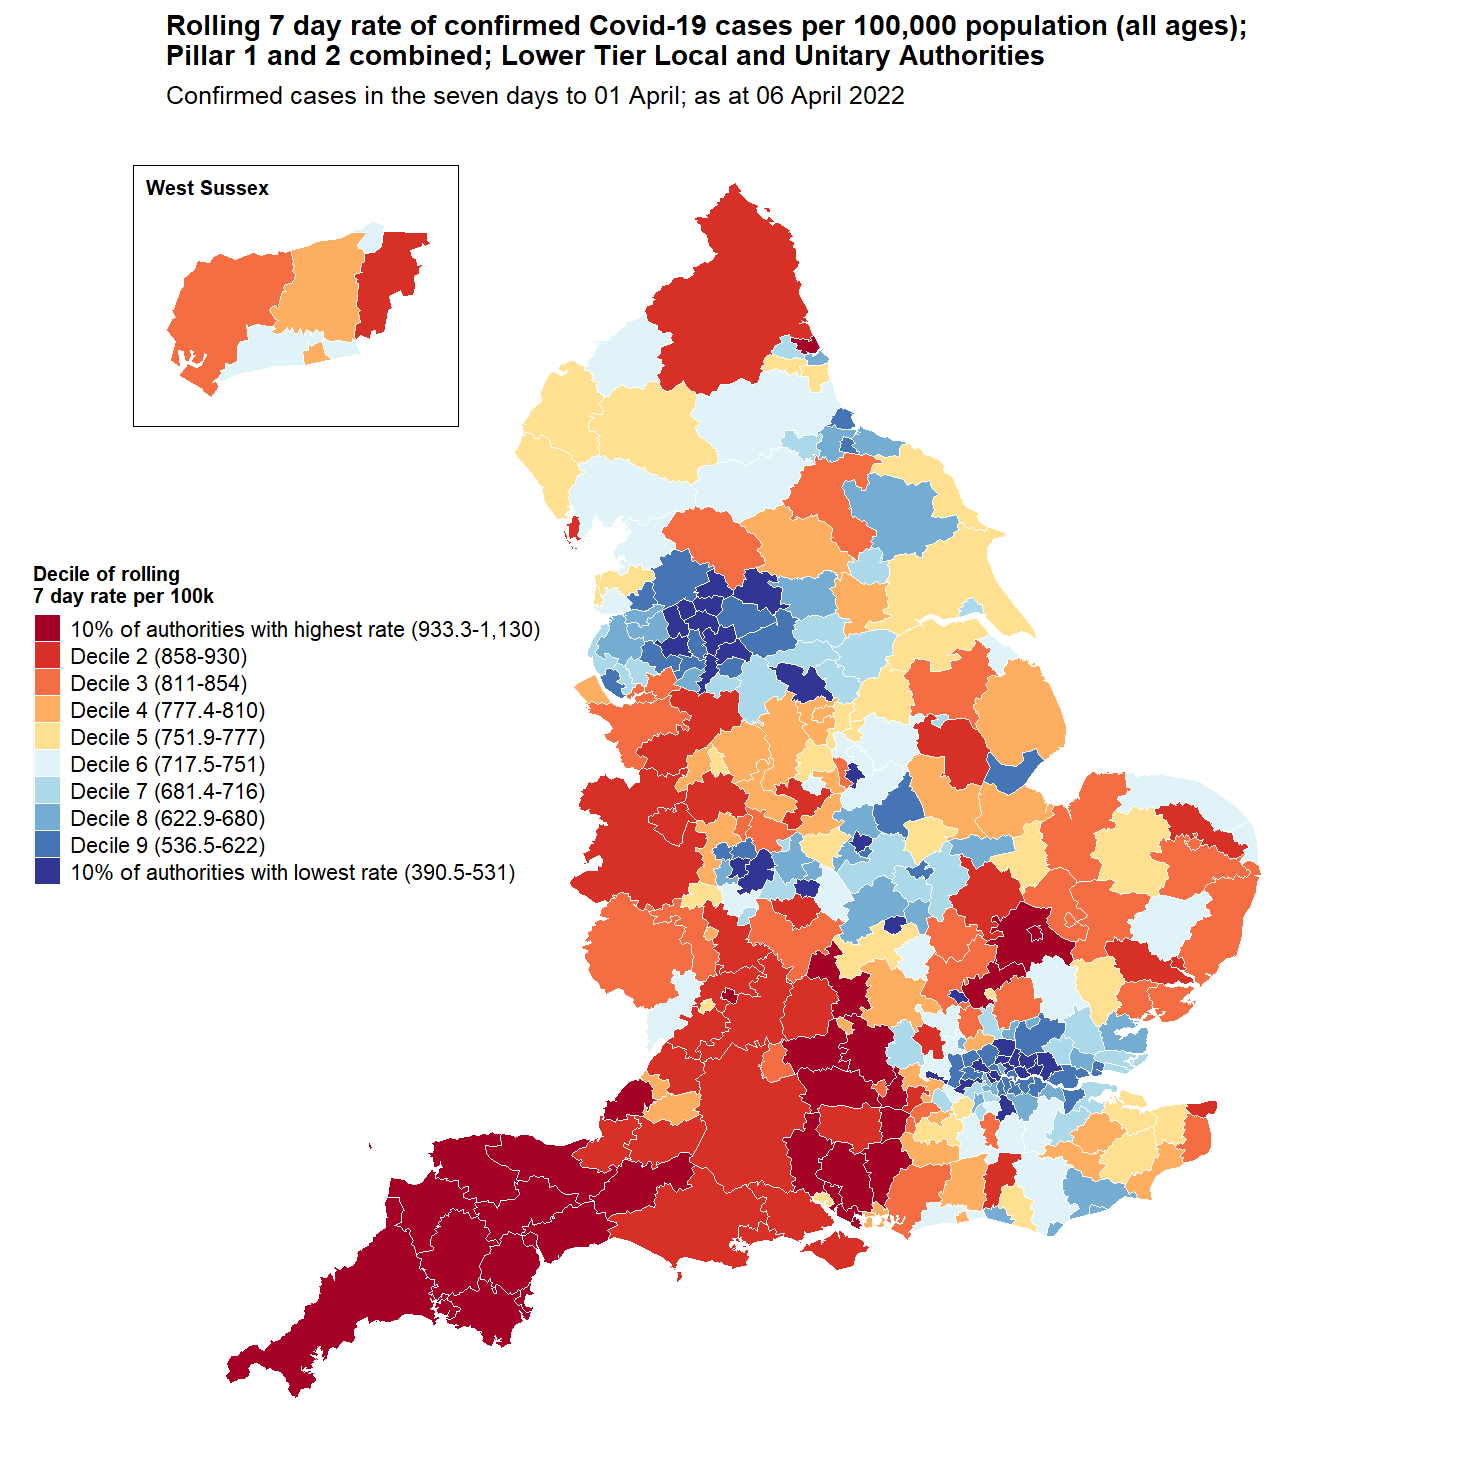 Rolling 7 day rate of confirmed Covid-19 cases per 100,000 population (all ages);
Pillar 1 and 2 combined; Lower Tier Local and Unitary Authorities
Confirmed cases in the seven days to 01 April; as at 06 April 2022
West Sussex
Decile of rolling
7 day rate per 100k
10% of authorities with highest rate (933.3-1,130)
Decile 2 (858-930)
Decile 3 (811-854)
Decile 4 (777.4-810)
Decile 5 (751.9-777)
Decile 6 (717.5-751)
Decile 7 (681.4-716)
Decile 8 (622.9-680)
Decile 9 (536.5-622)
10% of authorities with lowest rate (390.5-531)